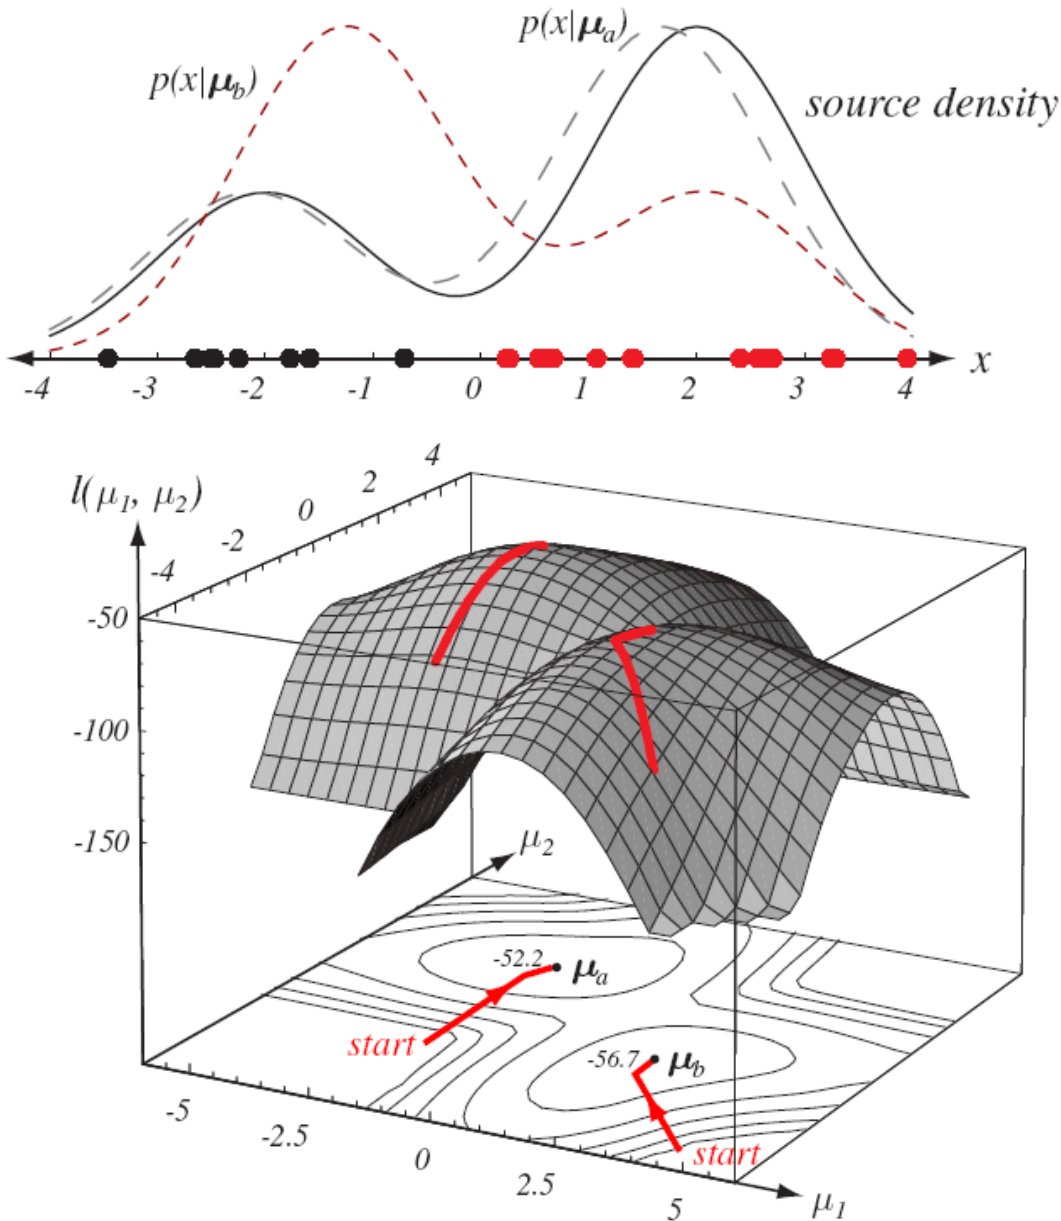 p(x|μa)
p(x|μb)
source density
x
-4 -3 -2 -1 0 1 2 3 4
l(μ1, μ2)
4
2
0
-2
-4
-50
-100
-150
μ2
-52.2
μa
start
-56.7
μb
start
-5
-2.5
0
2.5
5
μ1